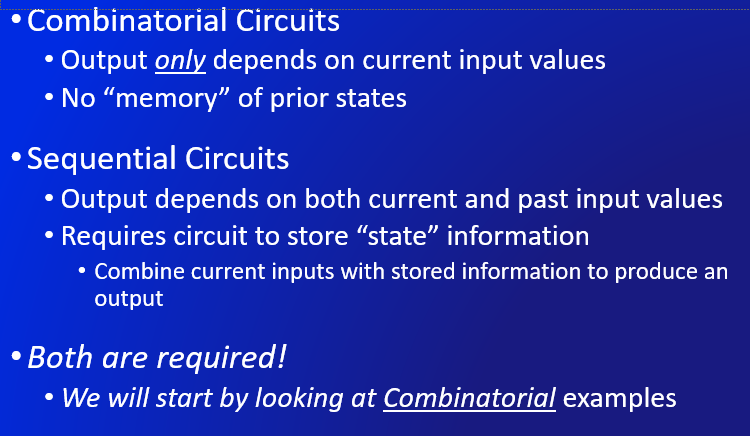 • Combinatorial Circuits
• Output only depends on current input values
• No “memory” of prior states
• Sequential Circuits
• Output depends on both current and past input values
• Requires circuit to store “state” information
• Combine current inputs with stored information to produce an
output
• Both are required!
• We will start by looking at Combinatorial examples